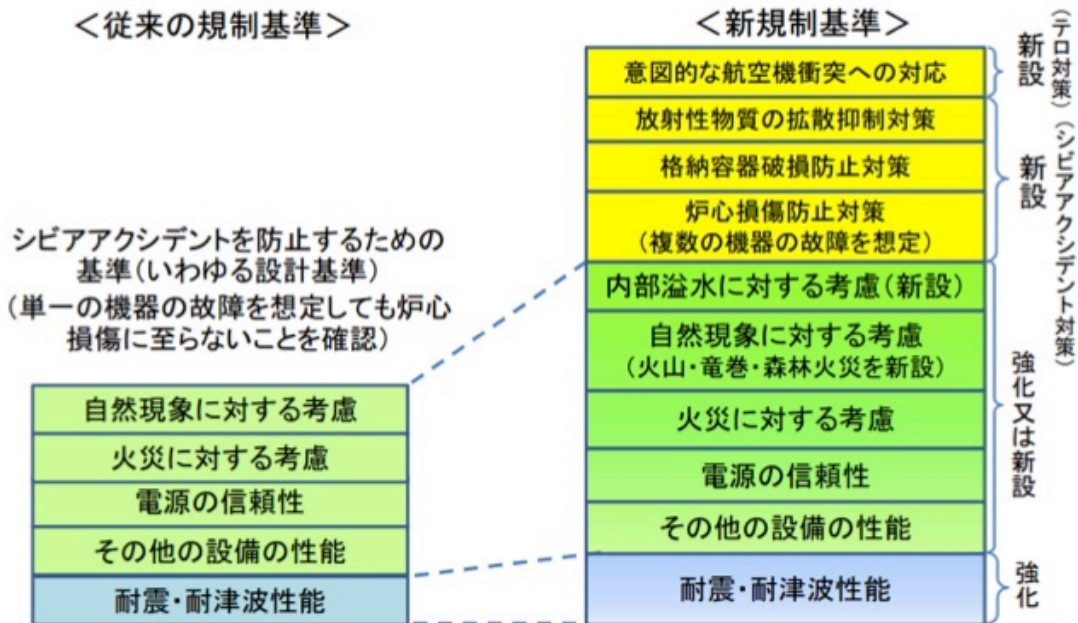 <従来の規制基準>
シビアアクシデントを防止するための
基準(いわゆる設計基準)
(単一の機器の故障を想定しても炉心
損傷に至らないことを確認)
自然現象に対する考慮
火災に対する考慮
電源の信頼性
その他の設備の性能
耐震・耐津波性能
<新規制基準>
意図的な航空機衝突への対応
放射性物質の拡散抑制対策
格納容器破損防止対策
炉心損傷防止対策
(複数の機器の故障を想定)
内部溢水に対する考慮(新設)
自然現象に対する考慮
(火山・竜巻・森林火災を新設)
火災に対する考慮
電源の信頼性
その他の設備の性能
耐震・耐津波性能
新設
(テロ対策)
新設
(シビアアクシデント対策)
強化又は新設
強化